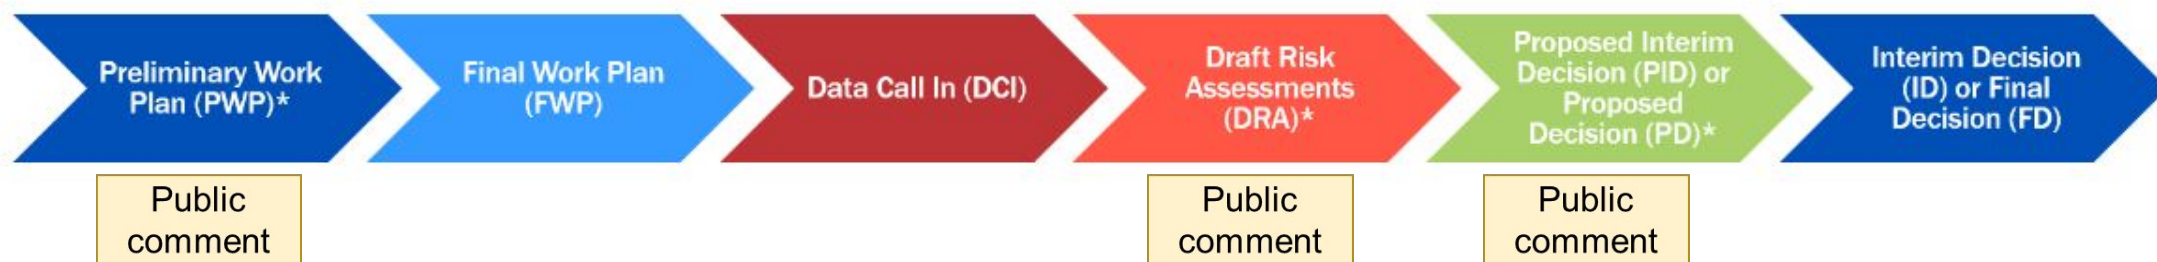 Preliminary Work
Plan (PWP)*
Final Work Plan
(FWP)
Data Call In (DCI)
Draft Risk
Assessments
(DRA)*
Proposed Interim
Decision (PID) or
Proposed
Decision (PD)*
Interim Decision
(ID) or Final
Decision (FD)
Public
comment
Public
comment
Public
comment